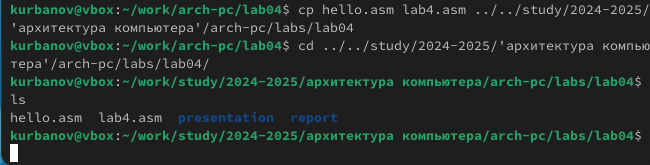 kurbanov@vbox:~/work/arch-pc/lab04$ cp hello.asm lab4.asm ../../study/2024-2025/
'архитектура компьютера'/arch-pc/labs/lab04
kurbanov@vbox:~/work/arch-pc/lab04$ cd ../../study/2024-2025/'архитектура компью
тера'/arch-pc/labs/lab04/
kurbanov@vbox:~/work/study/2024-2025/архитектура компьютера/arch-pc/labs/lab04$
ls
hello.asm  lab4.asm  presentation  report
kurbanov@vbox:~/work/study/2024-2025/архитектура компьютера/arch-pc/labs/lab04$